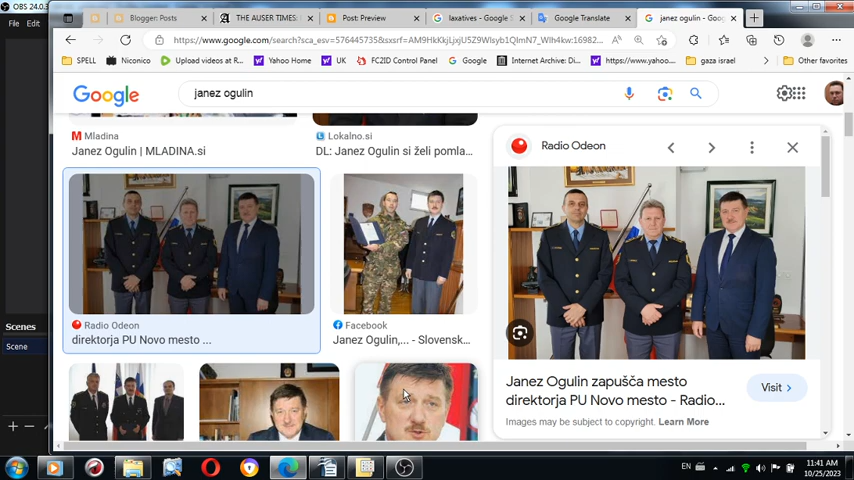 OBS 24.0.3
File Edit
Blogger: Posts
THE AUSER TIMES:
Post: Preview
laxatives - Google S
Google Translate
janez ogulin - Goo
https://www.google.com/search?sca_esv=576445735&sxsrf=
SPELL
Niconico
Upload videos at R...
Yahoo Home
UK
FC2ID Control Panel
Google
Internet Archive: Di...
https://www.yahoo....
gaza israel
Other favorites
Google
janez ogulin
Mladina
Janez Ogulin | MLADINA.si
Lokalno.si
DL: Janez Ogulin si želi pomla...
Radio Odeon
direktorja PU Novo mesto ...
Facebook
Janez Ogulin,... - Slovensk...
Radio Odeon
Janez Ogulin zapušča mesto
direktorja PU Novo mesto - Radio...
Visit
Images may be subject to copyright. Learn More
Scenes
Scene
EN
11:41 AM
10/25/2023